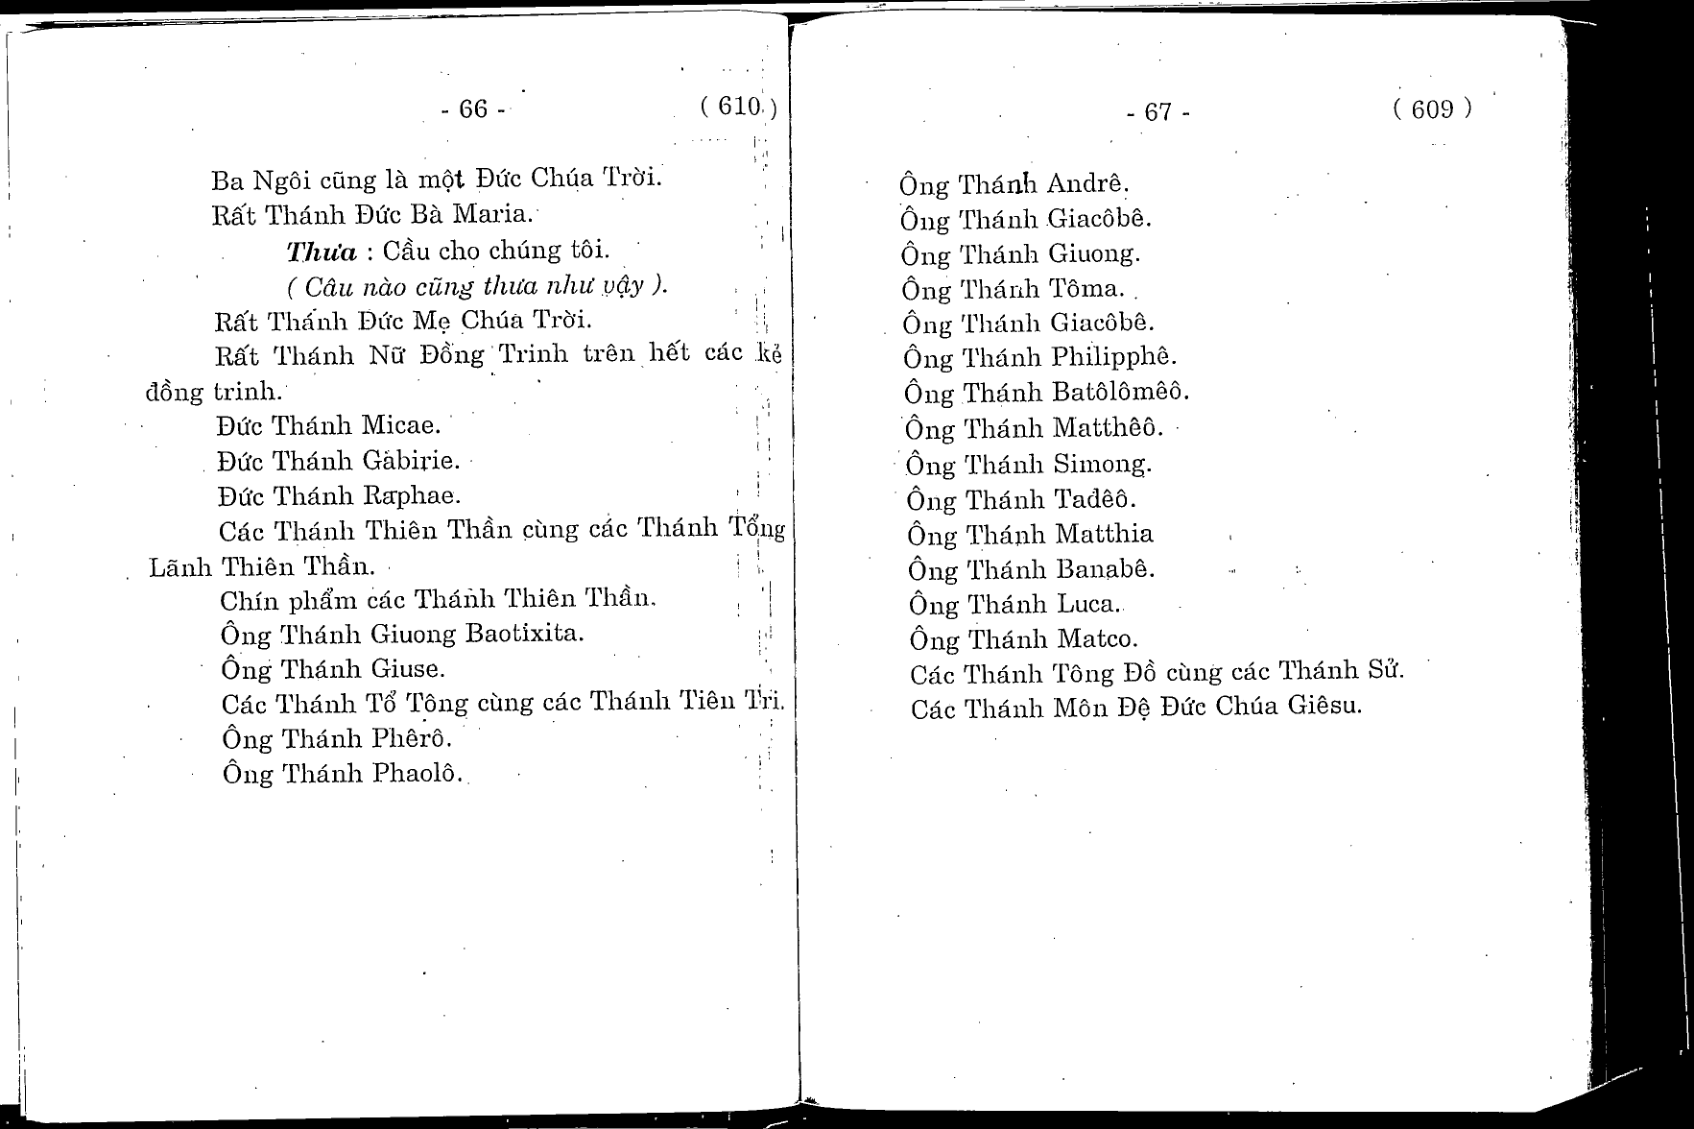 - 66 - ( 610 )
Ba Ngôi cũng là một Đức Chúa Trời.
Rất Thánh Đức Bà Maria.
Thưa : Cầu cho chúng tôi.
( Câu nào cũng thưa như vậy ).
Rất Thánh Đức Mẹ Chúa Trời.
Rất Thánh Nữ Đồng Trinh trên hết các kẻ
đồng trinh.
Đức Thánh Micae.
Đức Thánh Gabirie.
Đức Thánh Raphae.
Các Thánh Thiên Thần cùng các Thánh Tổng
Lãnh Thiên Thần.
Chín phẩm các Thánh Thiên Thần.
Ông Thánh Giuong Baotixita.
Ông Thánh Giuse.
Các Thánh Tổ Tông cùng các Thánh Tiên Tri.
Ông Thánh Phêrô.
Ông Thánh Phaolô.
- 67 - ( 609 )
Ông Thánh Andrê.
Ông Thánh Giacôbê.
Ông Thánh Giuong.
Ông Thánh Tôma.
Ông Thánh Giacôbê.
Ông Thánh Philipphê.
Ông Thánh Batôlômêô.
Ông Thánh Matthêô.
Ông Thánh Simong.
Ông Thánh Tadêô.
Ông Thánh Matthia
Ông Thánh Banabê.
Ông Thánh Luca.
Ông Thánh Matco.
Các Thánh Tông Đồ cùng các Thánh Sử.
Các Thánh Môn Đệ Đức Chúa Giêsu.